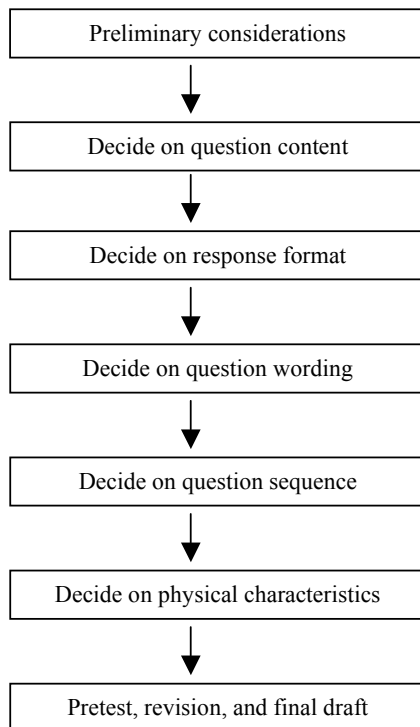 Preliminary considerations
Decide on question content
Decide on response format
Decide on question wording
Decide on question sequence
Decide on physical characteristics
Pretest, revision, and final draft